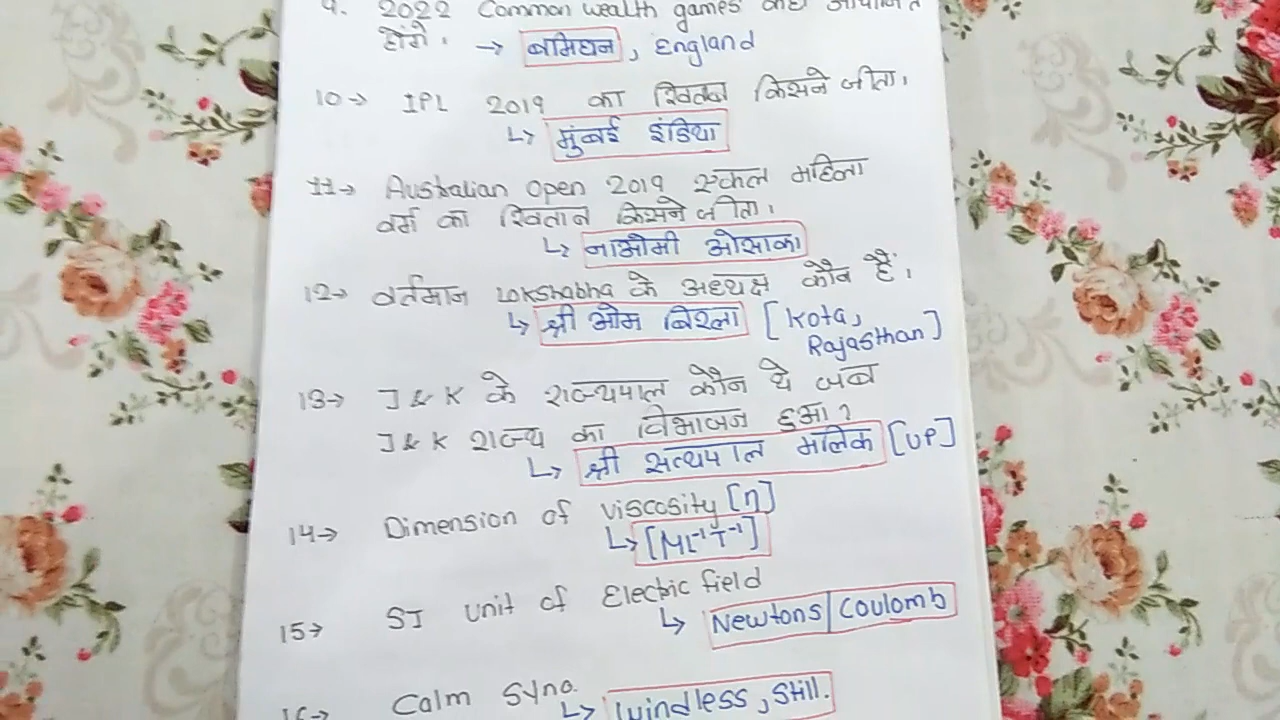 9. 2022 Common wealth games कहाँ आयोजित
होंगे. → बर्मिघन, England
10→ IPL 2019 का खिताब किसने जीता।
↳ मुंबई इंडिया
11→ Australian Open 2019 एकल महिला
वर्ग का खिताब किसने जीता।
↳ नाओमी ओसाका
12→ वर्तमान Lokshabha के अध्यक्ष कौन हैं।
↳ श्री ओम बिरला [Kota,
Rajasthan]
13→ J & K के राज्यपाल कौन थे जब
J & K राज्य का विभाजन हुआ?
↳ श्री सत्यपाल मलिक [UP]
14→ Dimension of viscosity [η]
↳ [ML⁻¹T⁻¹]
15→ SI unit of Electric field
↳ Newtons/Coulomb
16→ Calm Syno.
↳ Windless, Still.